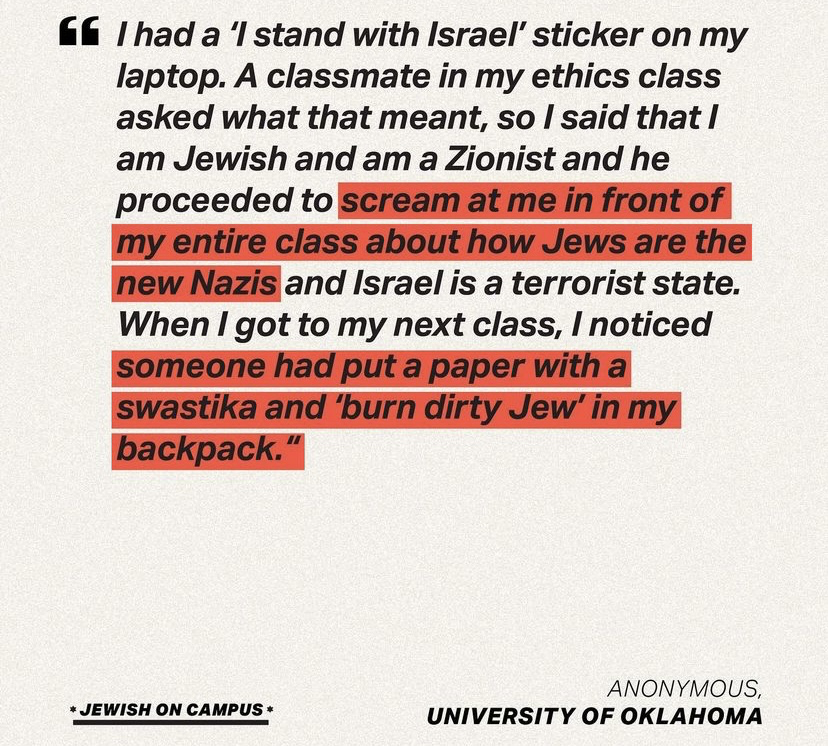 “ I had a ‘I stand with Israel’ sticker on my
laptop. A classmate in my ethics class
asked what that meant, so I said that I
am Jewish and am a Zionist and he
proceeded to scream at me in front of
my entire class about how Jews are the
new Nazis and Israel is a terrorist state.
When I got to my next class, I noticed
someone had put a paper with a
swastika and ‘burn dirty Jew’ in my
backpack.“
ANONYMOUS,
*JEWISH ON CAMPUS*
UNIVERSITY OF OKLAHOMA